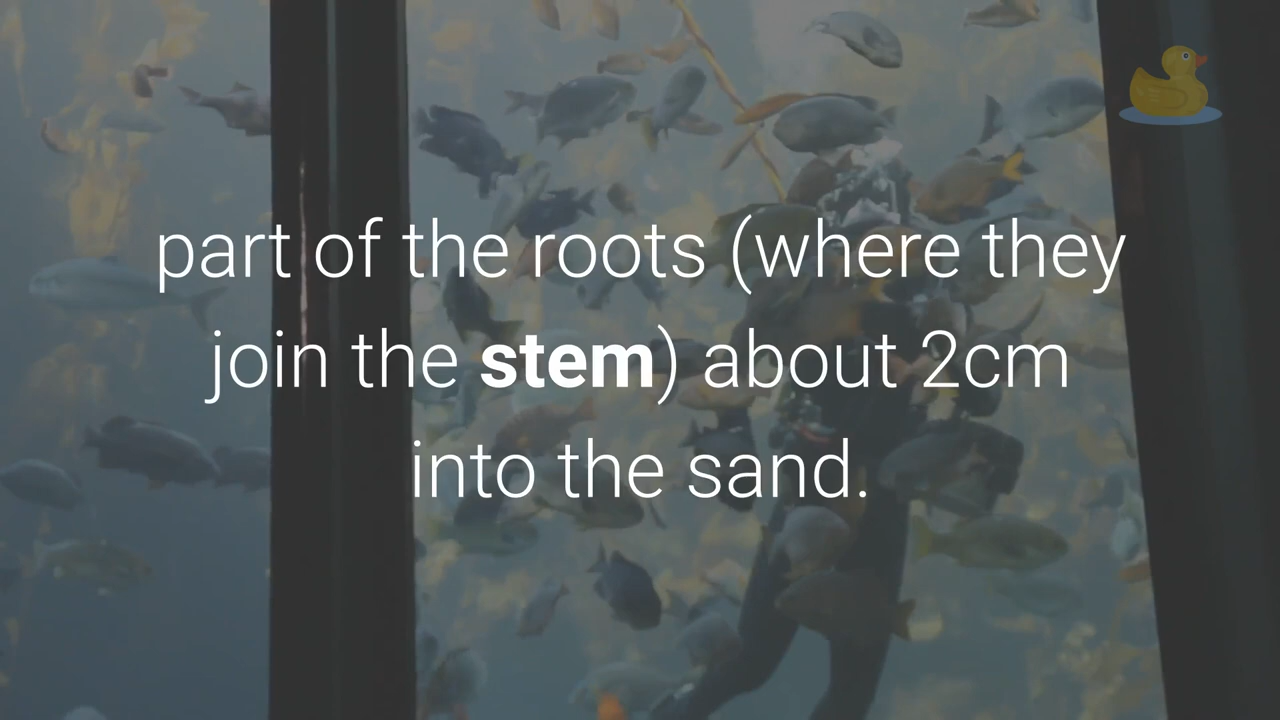 part of the roots (where they
join the stem) about 2cm
into the sand.